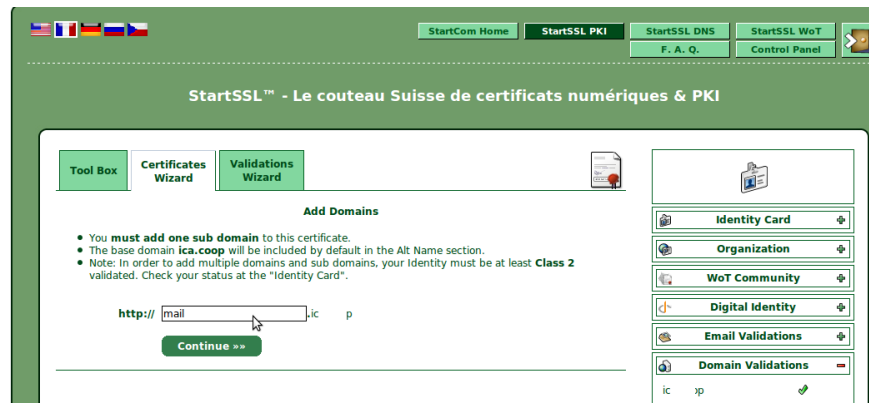 StartCom Home
StartSSL PKI
StartSSL DNS
StartSSL WoT
F. A. Q.
Control Panel
StartSSL™ - Le couteau Suisse de certificats numériques & PKI
Tool Box
Certificates
Wizard
Validations
Wizard
Add Domains
You must add one sub domain to this certificate.
The base domain ica.coop will be included by default in the Alt Name section.
Note: In order to add multiple domains and sub domains, your Identity must be at least Class 2
validated. Check your status at the "Identity Card".
http:// mail .ic p
Continue »»
Identity Card
Organization
WoT Community
Digital Identity
Email Validations
Domain Validations
ic op